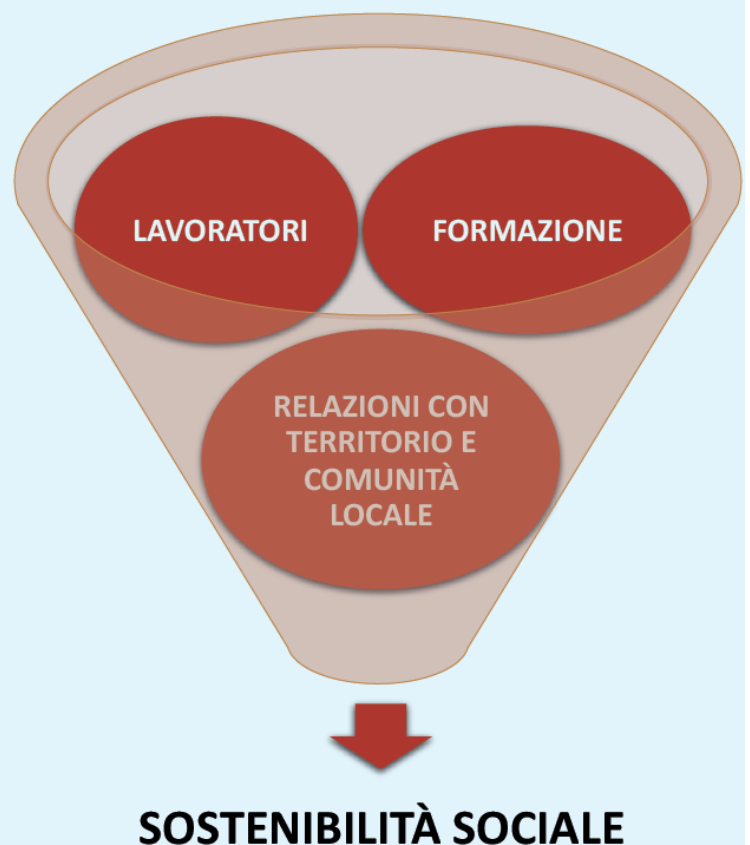 LAVORATORI
FORMAZIONE
RELAZIONI CON
TERRITORIO E
COMUNITÀ
LOCALE
SOSTENIBILITÀ SOCIALE